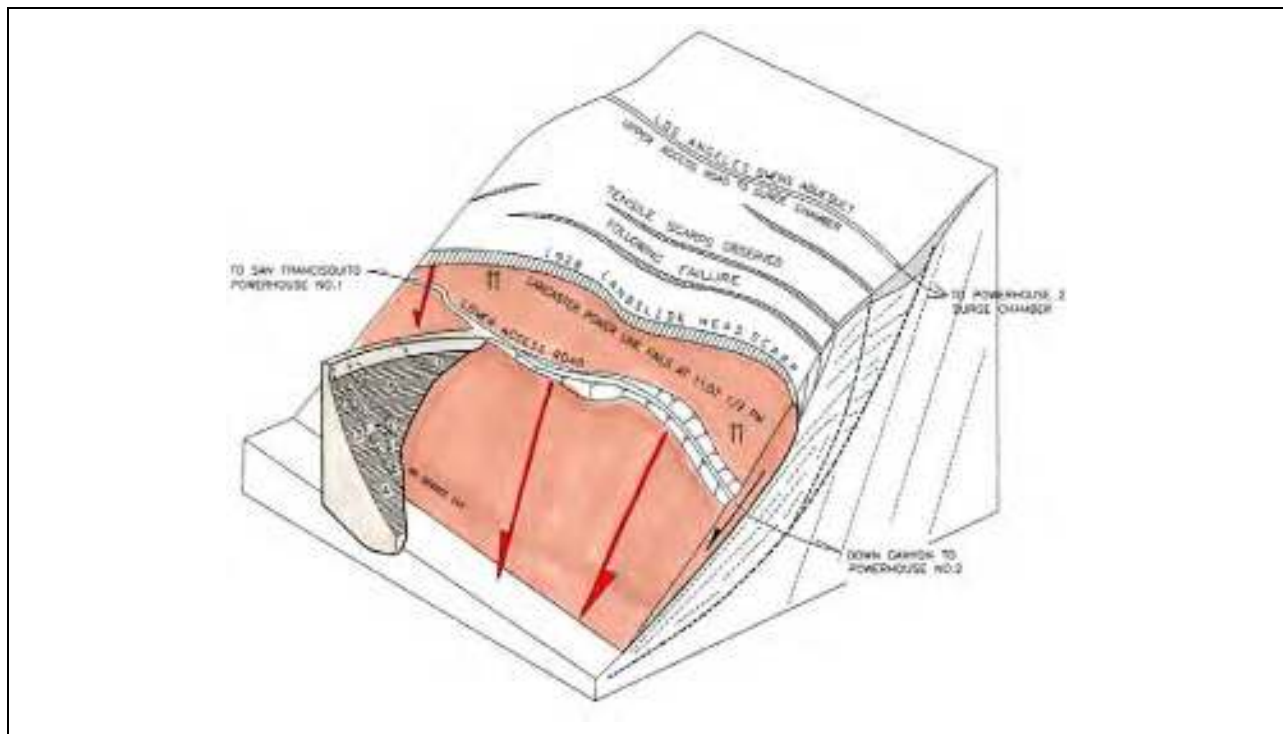 LOS ANGELES OWENS AQUEDUCT
UPPER ACCESS ROAD TO SURGE CHAMBER
TENSILE SCARPS OBSERVED
FOLLOWING FAILURE
1928 LANDSLIDE HEADSCARP
TO SAN FRANCISQUITO
POWERHOUSE NO.1
LANCASTER POWER LINE FAILS AT 11:57 1/2 PM
LOWER ACCESS ROAD
TO POWERHOUSE 2
SURGE CHAMBER
DOWN CANYON TO
POWERHOUSE NO.2